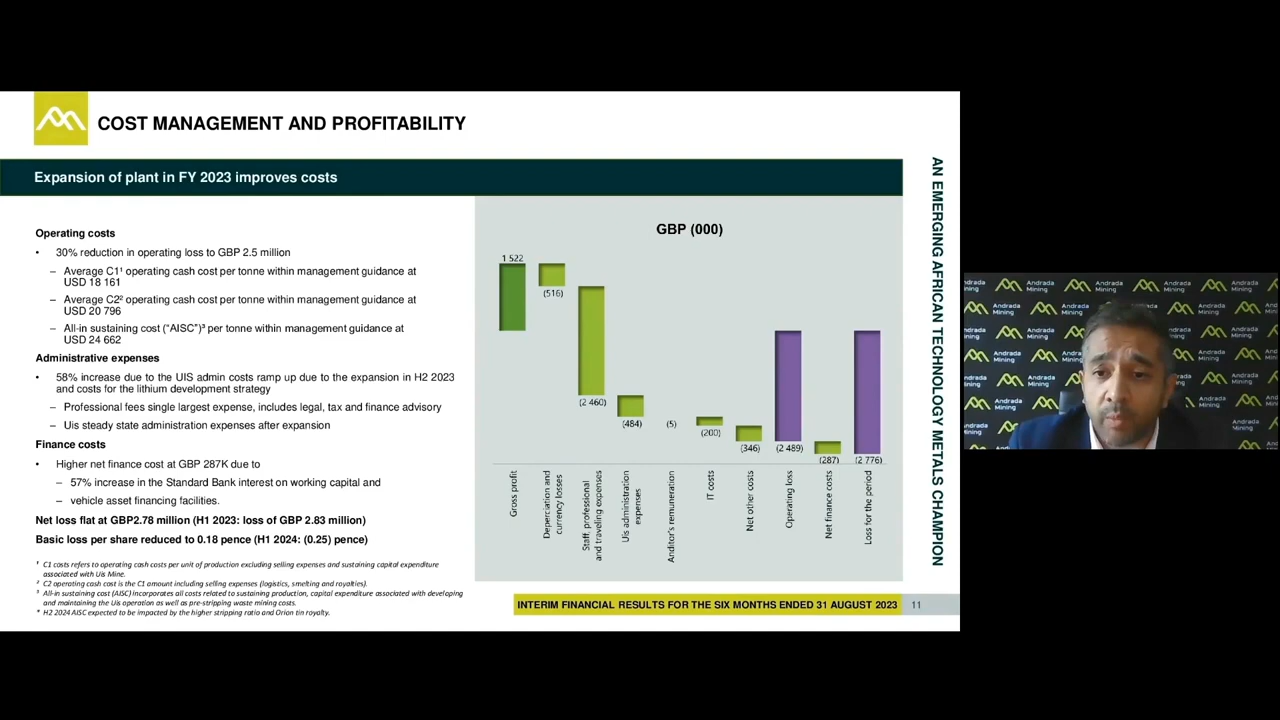 COST MANAGEMENT AND PROFITABILITY
Expansion of plant in FY 2023 improves costs
Operating costs
• 30% reduction in operating loss to GBP 2.5 million
– Average C1¹ operating cash cost per tonne within management guidance at
USD 18 161
– Average C2² operating cash cost per tonne within management guidance at
USD 20 796
– All-in sustaining cost (“AISC”)³ per tonne within management guidance at
USD 24 662
Administrative expenses
• 58% increase due to the UIS admin costs ramp up due to the expansion in H2 2023
and costs for the lithium development strategy
– Professional fees single largest expense, includes legal, tax and finance advisory
– Uis steady state administration expenses after expansion
Finance costs
• Higher net finance cost at GBP 287K due to
– 57% increase in the Standard Bank interest on working capital and
– vehicle asset financing facilities.
Net loss flat at GBP2.78 million (H1 2023: loss of GBP 2.83 million)
Basic loss per share reduced to 0.18 pence (H1 2024: (0.25) pence)
¹ C1 costs refers to operating cash costs per unit of production excluding selling expenses and sustaining capital expenditure
associated with Uis Mine.
² C2 operating cash cost is the C1 amount including selling expenses (logistics, smelting and royalties).
³ All-in sustaining cost (AISC) incorporates all costs related to sustaining production, capital expenditure associated with developing
and maintaining the Uis operation as well as pre-stripping waste mining costs.
* H2 2024 AISC expected to be impacted by the higher stripping ratio and Orion tin royalty.
GBP (000)
1 522
(516)
(2 460)
(484)
(5)
(200)
(346)
(2 489)
(287)
(2 776)
Gross profit
Deperciation and
currency losses
Staff, professional
and traveling expenses
Uis administration
expenses
Auditor's remuneration
IT costs
Net other costs
Operating loss
Net finance costs
Loss for the period
INTERIM FINANCIAL RESULTS FOR THE SIX MONTHS ENDED 31 AUGUST 2023
11
AN EMERGING AFRICAN TECHNOLOGY METALS CHAMPION
Andrada
Mining